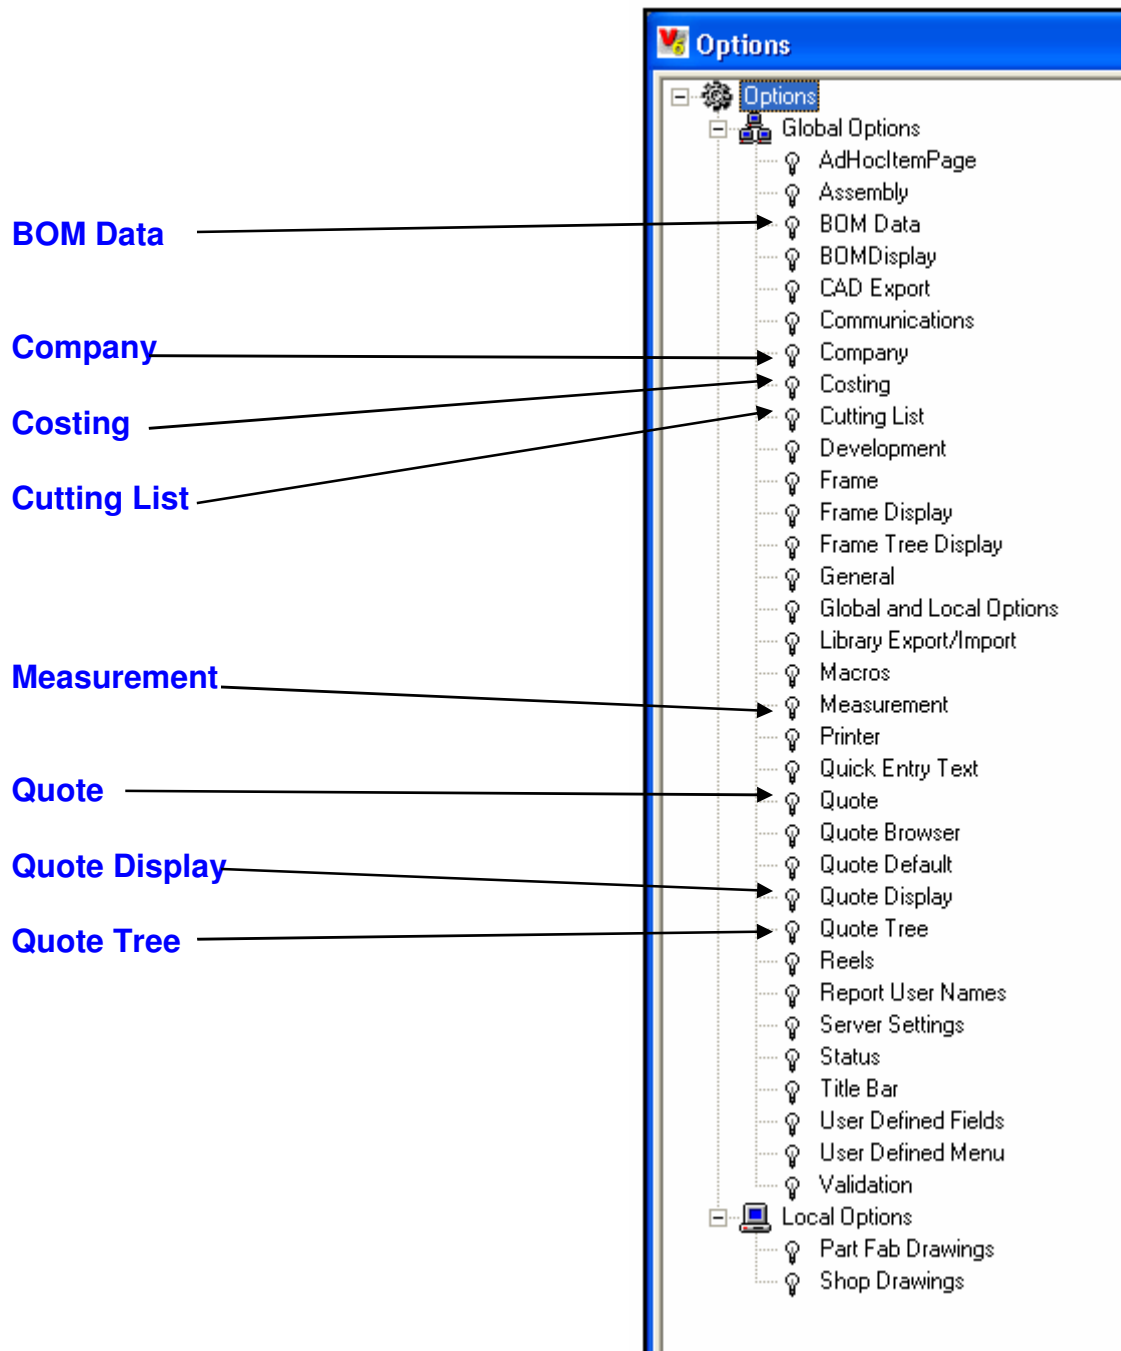 V6 Options
Options
Global Options
AdHocItemPage
Assembly
BOM Data
BOM Data
BOMDisplay
CAD Export
Communications
Company
Company
Costing
Costing
Cutting List
Cutting List
Development
Frame
Frame Display
Frame Tree Display
General
Global and Local Options
Library Export/Import
Measurement
Macros
Measurement
Printer
Quick Entry Text
Quote
Quote
Quote Browser
Quote Display
Quote Default
Quote Display
Quote Tree
Quote Tree
Reels
Report User Names
Server Settings
Status
Title Bar
User Defined Fields
User Defined Menu
Validation
Local Options
Part Fab Drawings
Shop Drawings